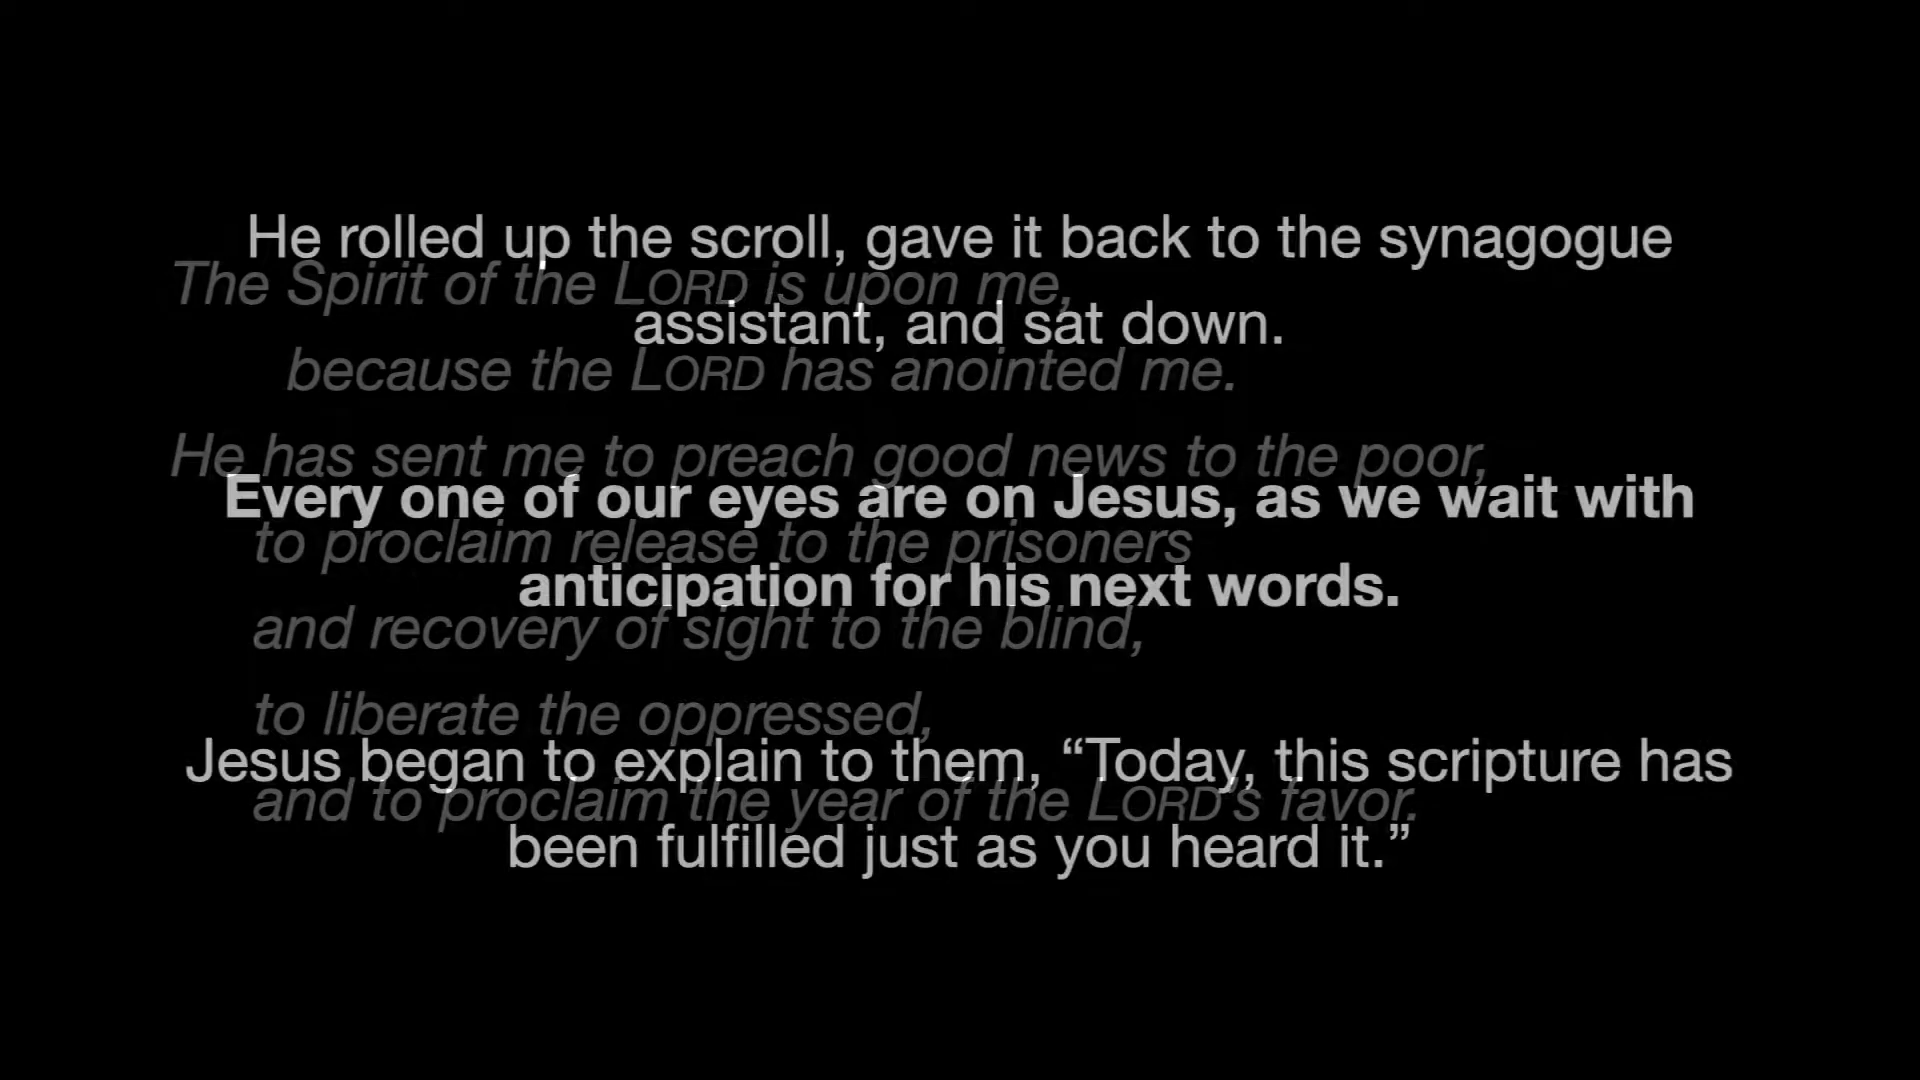 He rolled up the scroll, gave it back to the synagogue
assistant, and sat down.
Every one of our eyes are on Jesus, as we wait with
anticipation for his next words.
Jesus began to explain to them, “Today, this scripture has
been fulfilled just as you heard it.”
The Spirit of the LORD is upon me,
because the LORD has anointed me.
He has sent me to preach good news to the poor,
to proclaim release to the prisoners
and recovery of sight to the blind,
to liberate the oppressed,
and to proclaim the year of the LORD’s favor.